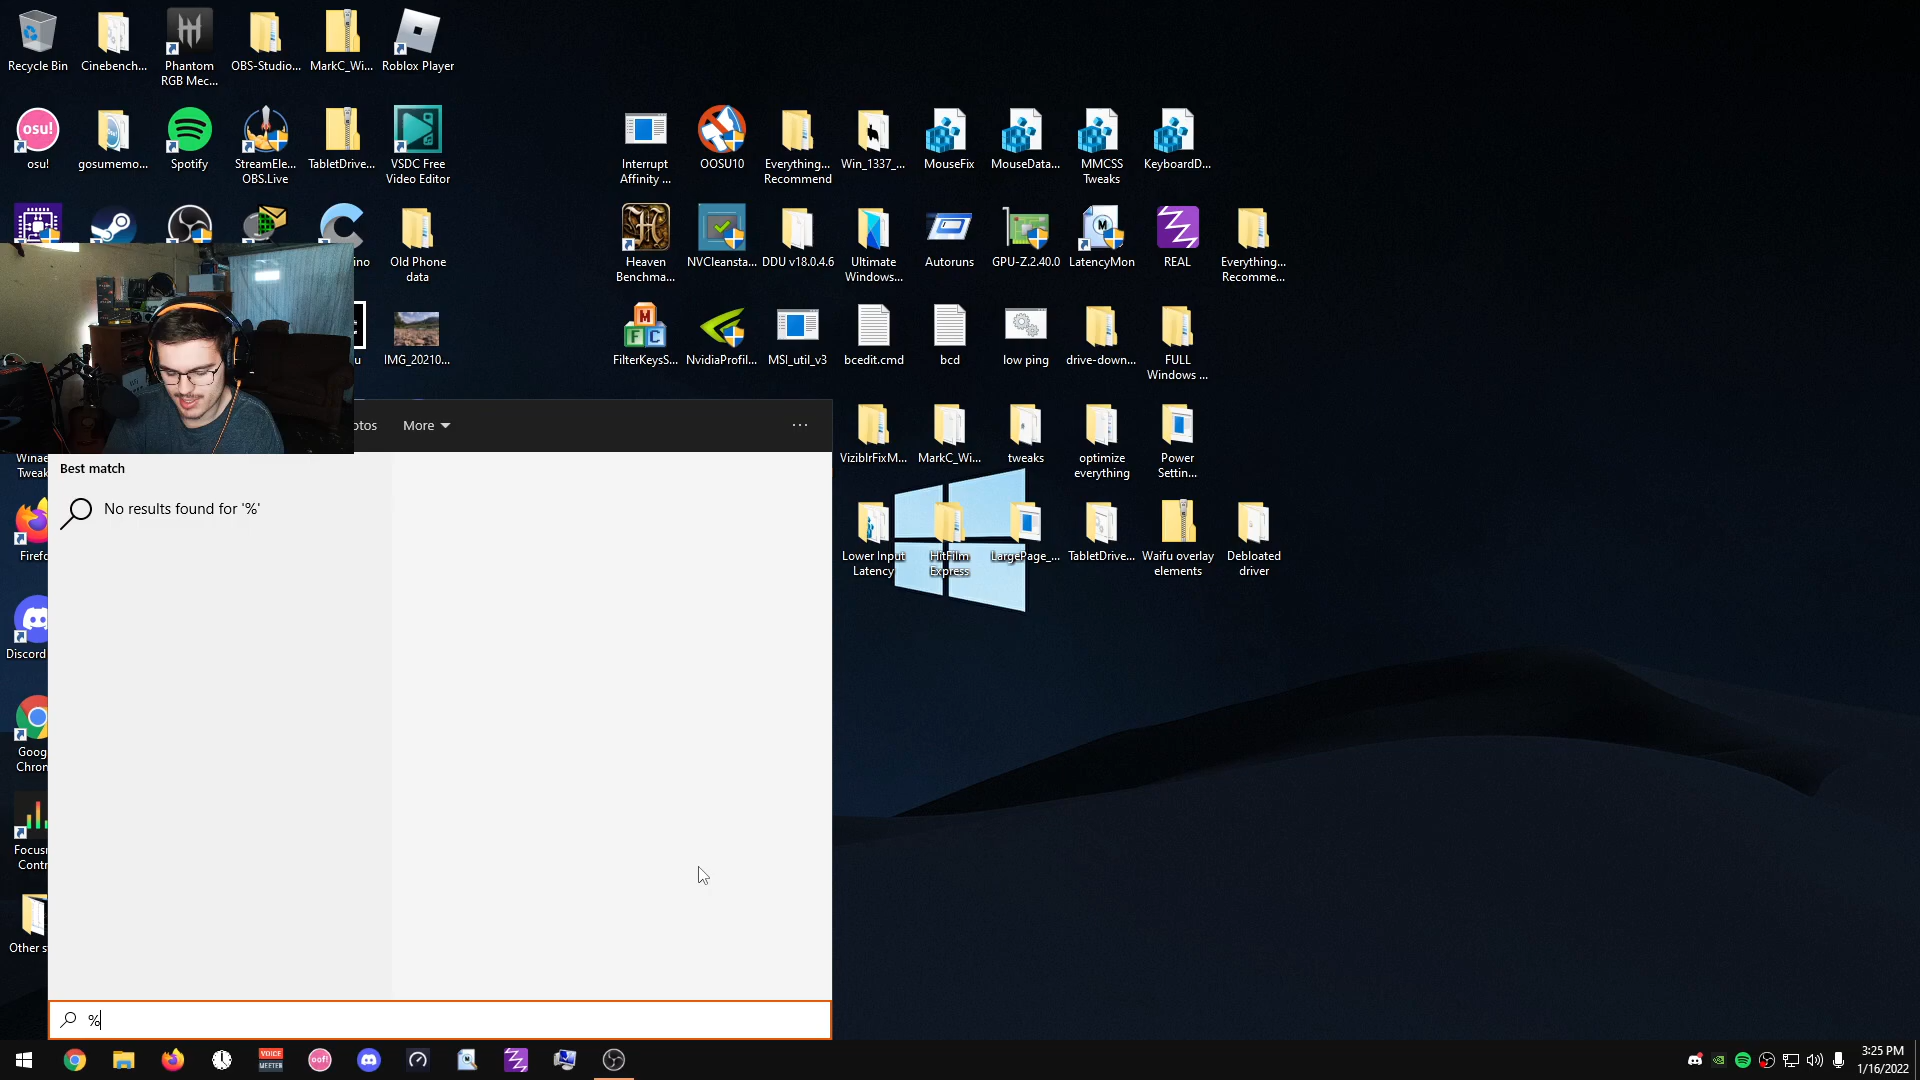 Recycle Bin
Cinebench...
Phantom
RGB Mec...
OBS-Studio...
MarkC_Wi...
Roblox Player
osu!
osu!
gosumemo...
Spotify
StreamEle...
OBS.Live
TabletDrive...
VSDC Free
Video Editor
Interrupt
Affinity ...
OOSU10
Everything...
Recommend
Win_1337_...
MouseFix
MouseData...
MMCSS
Tweaks
KeyboardD...
ino
Old Phone
data
Heaven
Benchma...
NVCleansta...
DDU v18.0.4.6
Ultimate
Windows...
Autoruns
GPU-Z.2.40.0
LatencyMon
REAL
Everything...
Recomme...
u
IMG_20210...
M
F C
FilterKeysS...
NvidiaProfil...
MSI_util_v3
bcedit.cmd
bcd
low ping
drive-down...
FULL
Windows ...
otos
More
...
ViziblrFixM...
MarkC_Wi...
tweaks
optimize
everything
Power
Settin...
Winae
Tweak
Best match
No results found for '%'
Firefo
Lower Input
Latency
HitFilm
Express
LargePage_...
TabletDrive...
Waifu overlay
elements
Debloated
driver
Discord
Goog
Chron
Focusr
Contr
Other s
%
VOICE
MEETER
oof!
3:25 PM
1/16/2022